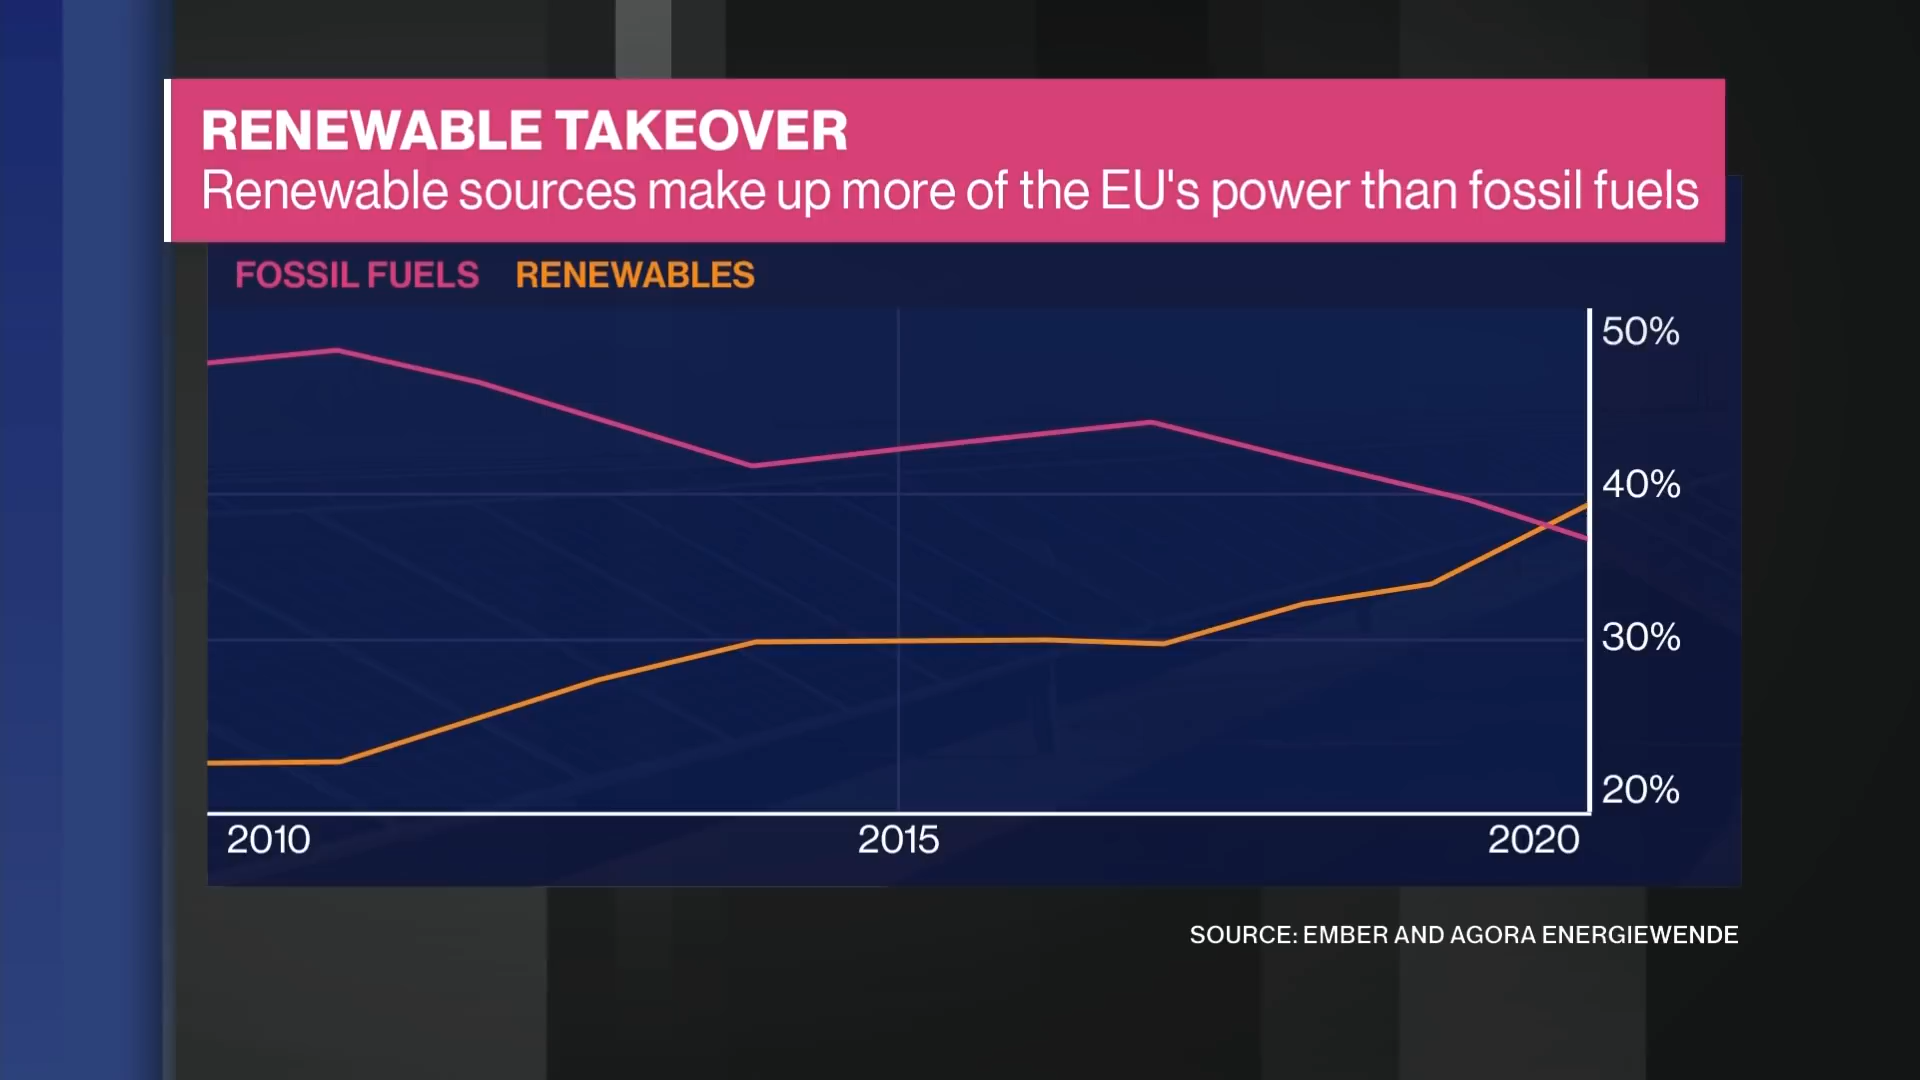 RENEWABLE TAKEOVER
Renewable sources make up more of the EU's power than fossil fuels
FOSSIL FUELS RENEWABLES
50%
40%
30%
20%
2010 2015 2020
SOURCE: EMBER AND AGORA ENERGIEWENDE